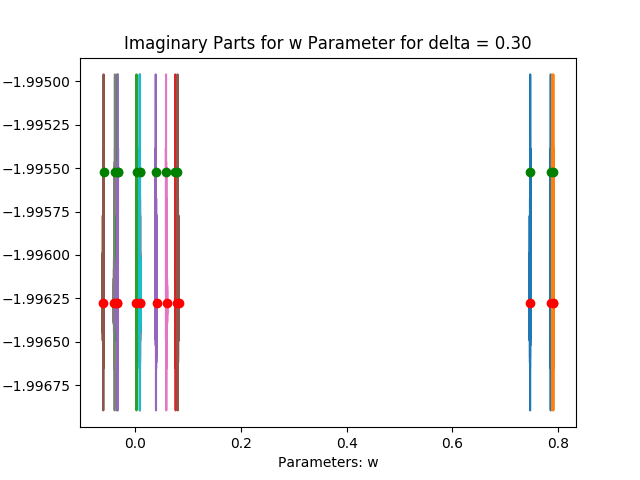 Imaginary Parts for w Parameter for delta = 0.30
−1.99500
−1.99525
−1.99550
−1.99575
−1.99600
−1.99625
−1.99650
−1.99675
0.0 0.2 0.4 0.6 0.8
Parameters: w